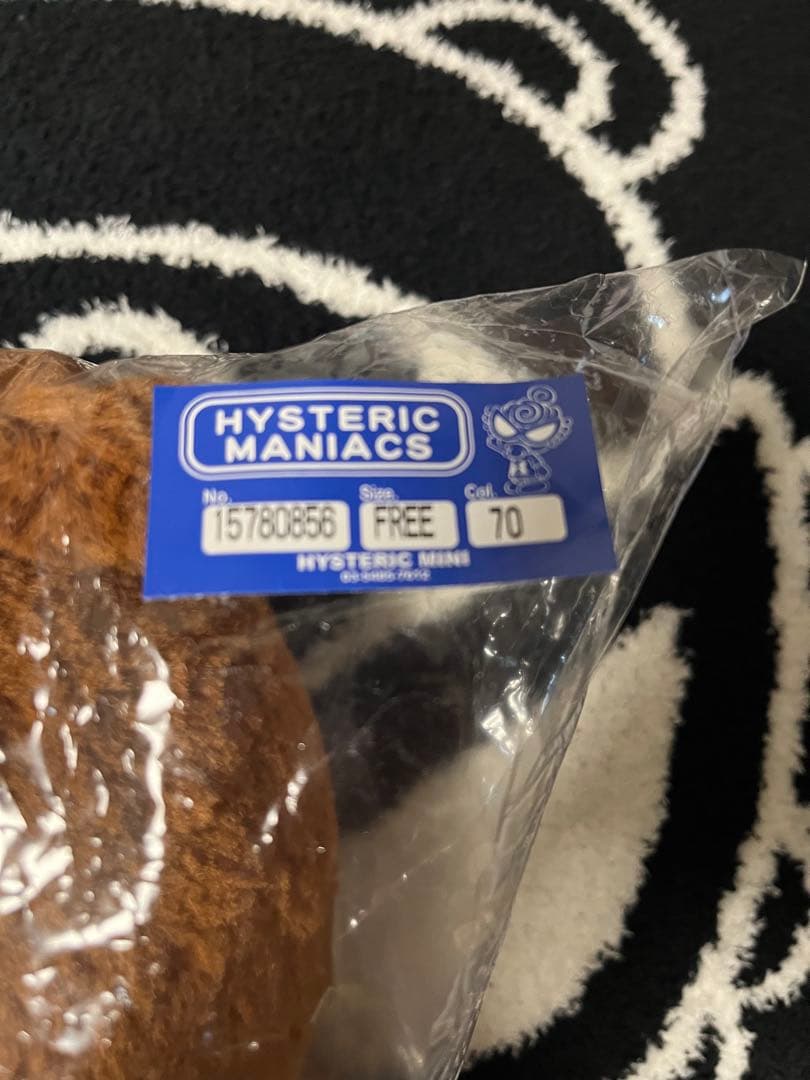 HYSTERIC
MANIACS
No. Size. Col.
15780856 FREE 70
HYSTERIC MINI